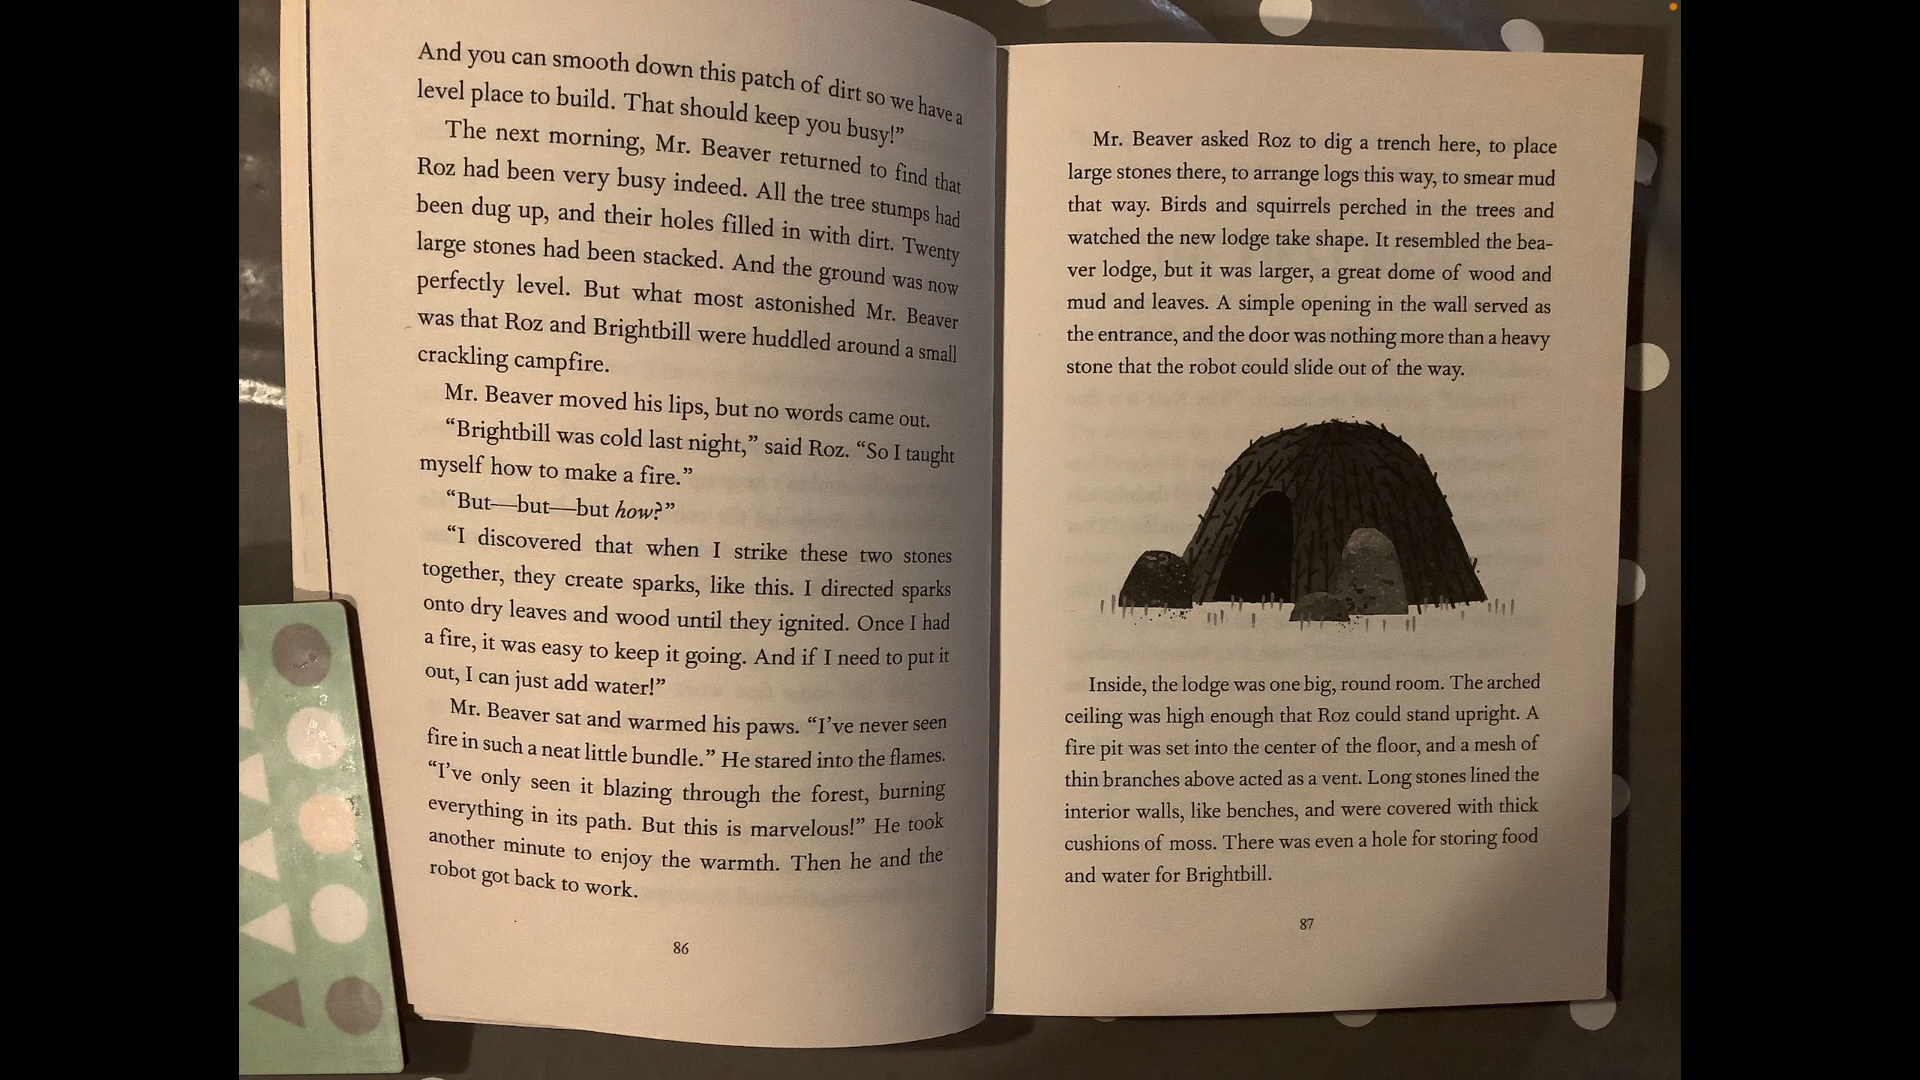 And you can smooth down this patch of dirt so we have a
level place to build. That should keep you busy!”
The next morning, Mr. Beaver returned to find that
Roz had been very busy indeed. All the tree stumps had
been dug up, and their holes filled in with dirt. Twenty
large stones had been stacked. And the ground was now
perfectly level. But what most astonished Mr. Beaver
was that Roz and Brightbill were huddled around a small
crackling campfire.
Mr. Beaver moved his lips, but no words came out.
“Brightbill was cold last night,” said Roz. “So I taught
myself how to make a fire.”
“But—but—but how?”
“I discovered that when I strike these two stones
together, they create sparks, like this. I directed sparks
onto dry leaves and wood until they ignited. Once I had
a fire, it was easy to keep it going. And if I need to put it
out, I can just add water!”
Mr. Beaver sat and warmed his paws. “I’ve never seen
fire in such a neat little bundle.” He stared into the flames.
“I’ve only seen it blazing through the forest, burning
everything in its path. But this is marvelous!” He took
another minute to enjoy the warmth. Then he and the
robot got back to work.
86
Mr. Beaver asked Roz to dig a trench here, to place
large stones there, to arrange logs this way, to smear mud
that way. Birds and squirrels perched in the trees and
watched the new lodge take shape. It resembled the bea-
ver lodge, but it was larger, a great dome of wood and
mud and leaves. A simple opening in the wall served as
the entrance, and the door was nothing more than a heavy
stone that the robot could slide out of the way.
Inside, the lodge was one big, round room. The arched
ceiling was high enough that Roz could stand upright. A
fire pit was set into the center of the floor, and a mesh of
thin branches above acted as a vent. Long stones lined the
interior walls, like benches, and were covered with thick
cushions of moss. There was even a hole for storing food
and water for Brightbill.
87